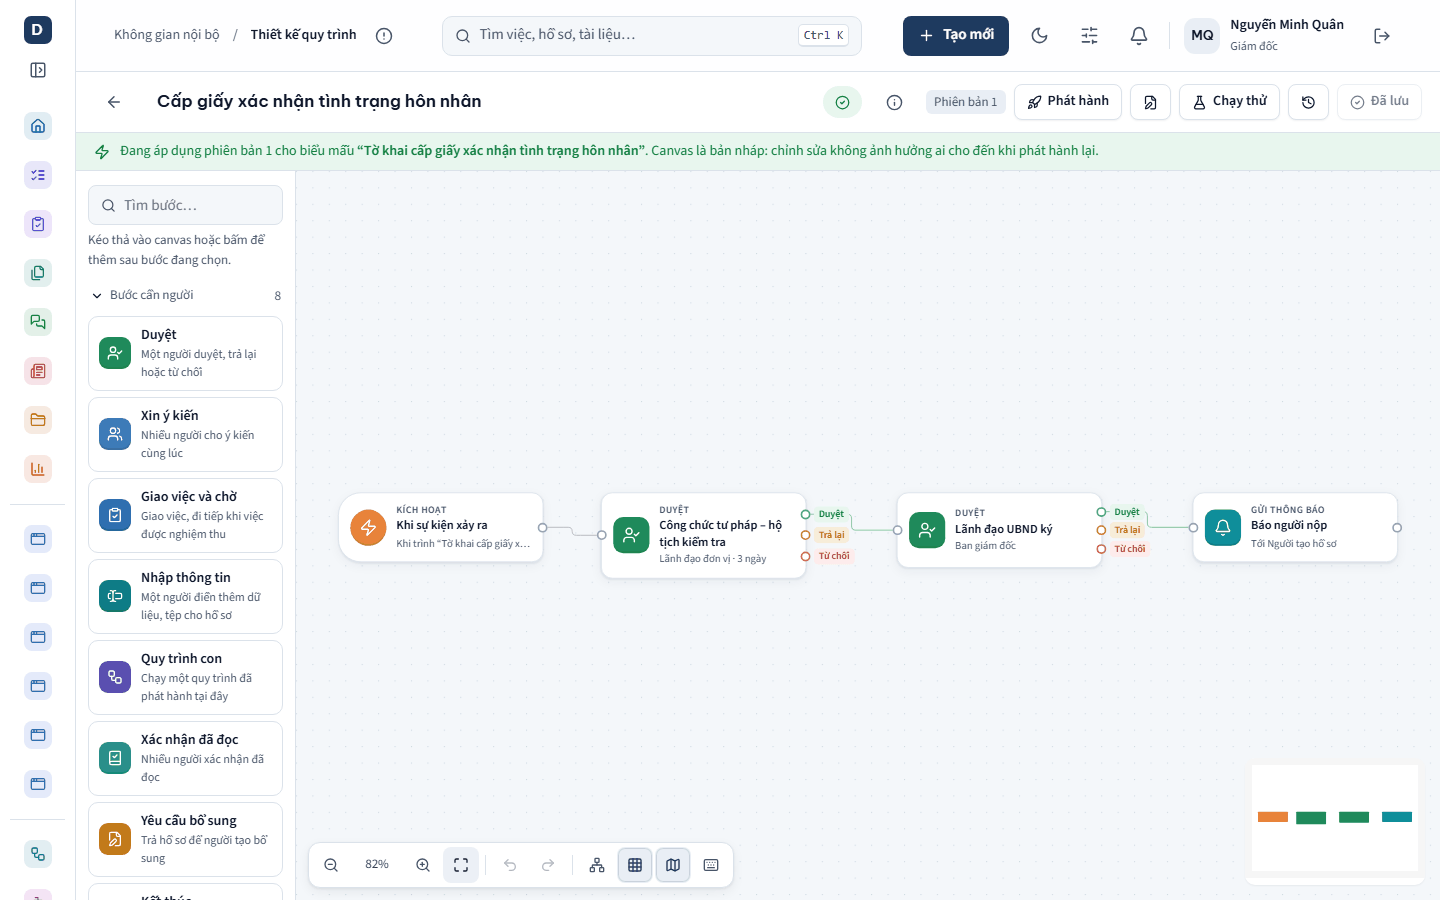 D
Không gian nội bộ / Thiết kế quy trình
Tìm việc, hồ sơ, tài liệu…
Ctrl K
Tạo mới
MQ
Nguyễn Minh Quân
Giám đốc
Cấp giấy xác nhận tình trạng hôn nhân
Phiên bản 1
Phát hành
Chạy thử
Đã lưu
Đang áp dụng phiên bản 1 cho biểu mẫu “Tờ khai cấp giấy xác nhận tình trạng hôn nhân”. Canvas là bản nháp: chỉnh sửa không ảnh hưởng ai cho đến khi phát hành lại.
Tìm bước…
Kéo thả vào canvas hoặc bấm để
thêm sau bước đang chọn.
Bước cần người 8
Duyệt
Một người duyệt, trả lại
hoặc từ chối
Xin ý kiến
Nhiều người cho ý kiến
cùng lúc
Giao việc và chờ
Giao việc, đi tiếp khi việc
được nghiệm thu
Nhập thông tin
Một người điền thêm dữ
liệu, tệp cho hồ sơ
Quy trình con
Chạy một quy trình đã
phát hành tại đây
Xác nhận đã đọc
Nhiều người xác nhận đã
đọc
Yêu cầu bổ sung
Trả hồ sơ để người tạo bổ
sung
Kết thúc
KÍCH HOẠT
Khi sự kiện xảy ra
Khi trình “Tờ khai cấp giấy x…
DUYỆT
Công chức tư pháp – hộ
tịch kiểm tra
Lãnh đạo đơn vị · 3 ngày
Duyệt
Trả lại
Từ chối
DUYỆT
Lãnh đạo UBND ký
Ban giám đốc
Duyệt
Trả lại
Từ chối
GỬI THÔNG BÁO
Báo người nộp
Tới Người tạo hồ sơ
82%